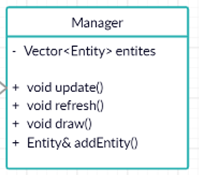 Manager
- Vector<Entity> entites
+ void update()
+ void refresh()
+ void draw()
+ Entity& addEntity()